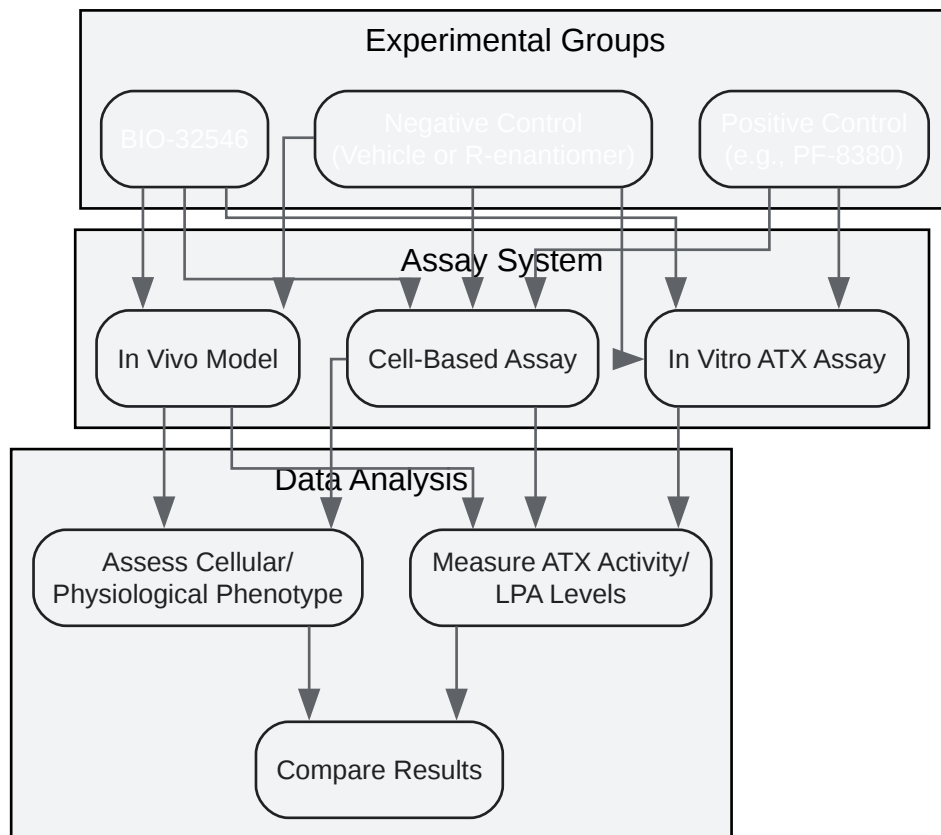 Experimental Groups
BIO-32546
Negative Control
(Vehicle or R-enantiomer)
Positive Control
(e.g., PF-8380)
Assay System
In Vivo Model
Cell-Based Assay
In Vitro ATX Assay
Data Analysis
Assess Cellular/
Physiological Phenotype
Measure ATX Activity/
LPA Levels
Compare Results